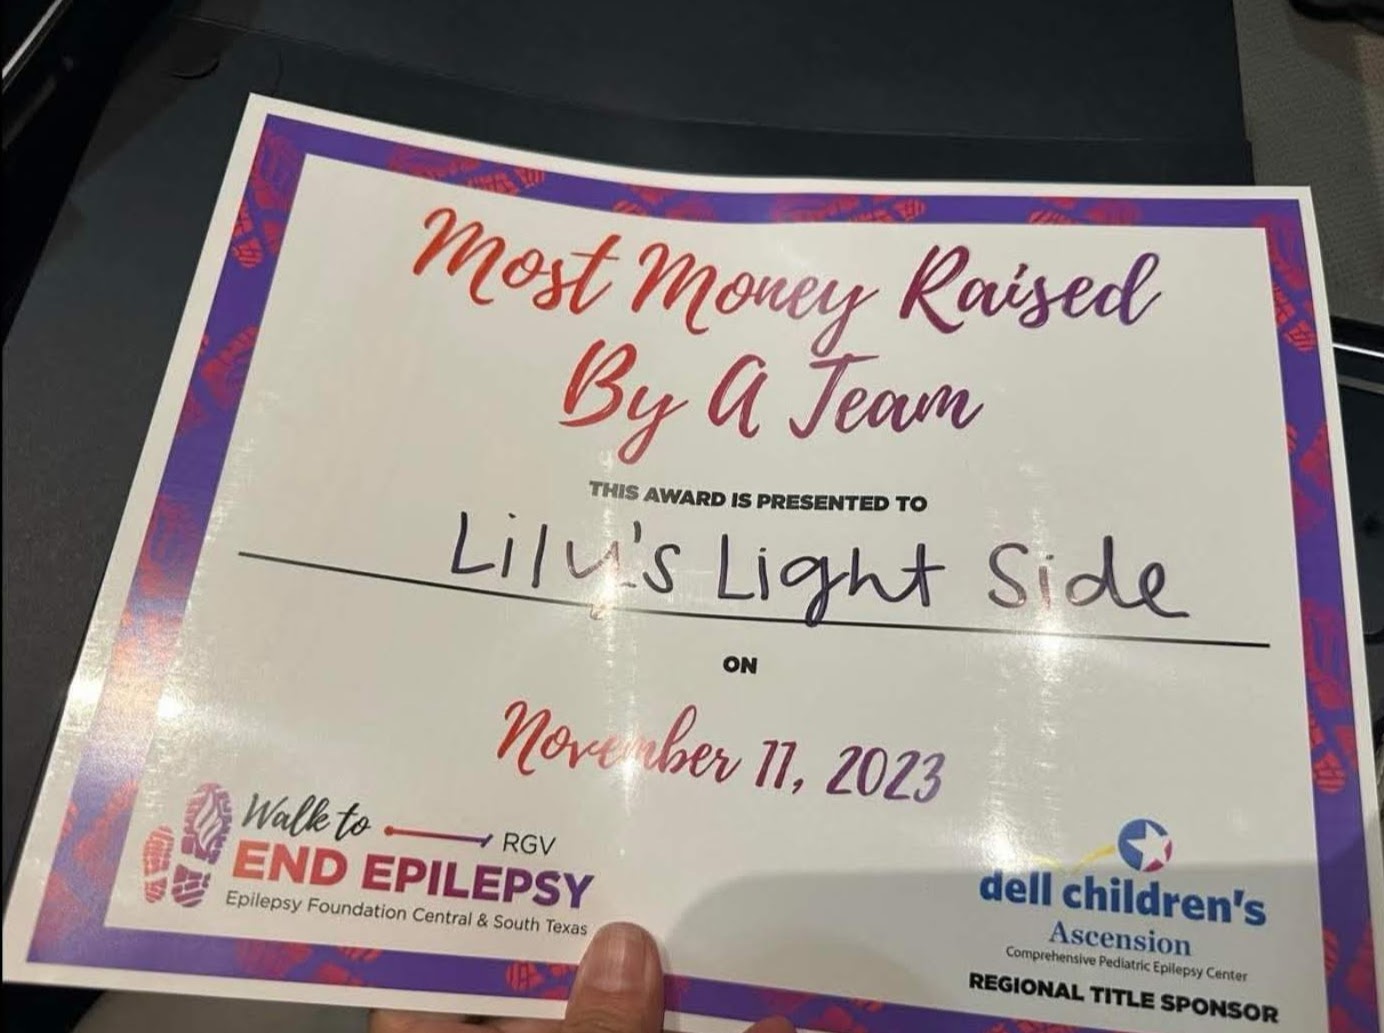 Most Money Raised
By A Team
THIS AWARD IS PRESENTED TO
Lily's Light Side
ON
November 11, 2023
Walk to RGV
END EPILEPSY
Epilepsy Foundation Central & South Texas
dell children's
Ascension
Comprehensive Pediatric Epilepsy Center
REGIONAL TITLE SPONSOR